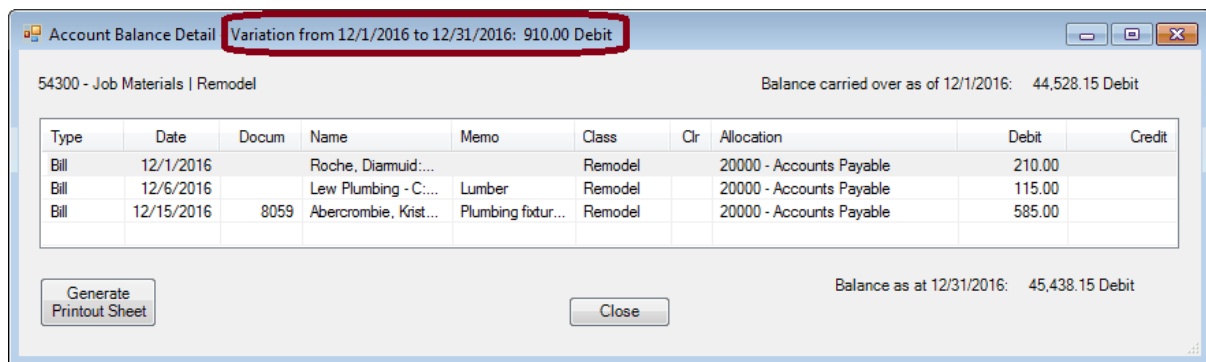 Account Balance Detail - Variation from 12/1/2016 to 12/31/2016: 910.00 Debit
54300 - Job Materials | Remodel Balance carried over as of 12/1/2016: 44,528.15 Debit
Type Date Docum Name Memo Class Clr Allocation Debit Credit
Bill 12/1/2016 Roche, Diarmuid:... Remodel 20000 - Accounts Payable 210.00
Bill 12/6/2016 Lew Plumbing - C:... Lumber Remodel 20000 - Accounts Payable 115.00
Bill 12/15/2016 8059 Abercrombie, Krist... Plumbing fixtur... Remodel 20000 - Accounts Payable 585.00
Balance as at 12/31/2016: 45,438.15 Debit
Generate
Printout Sheet
Close